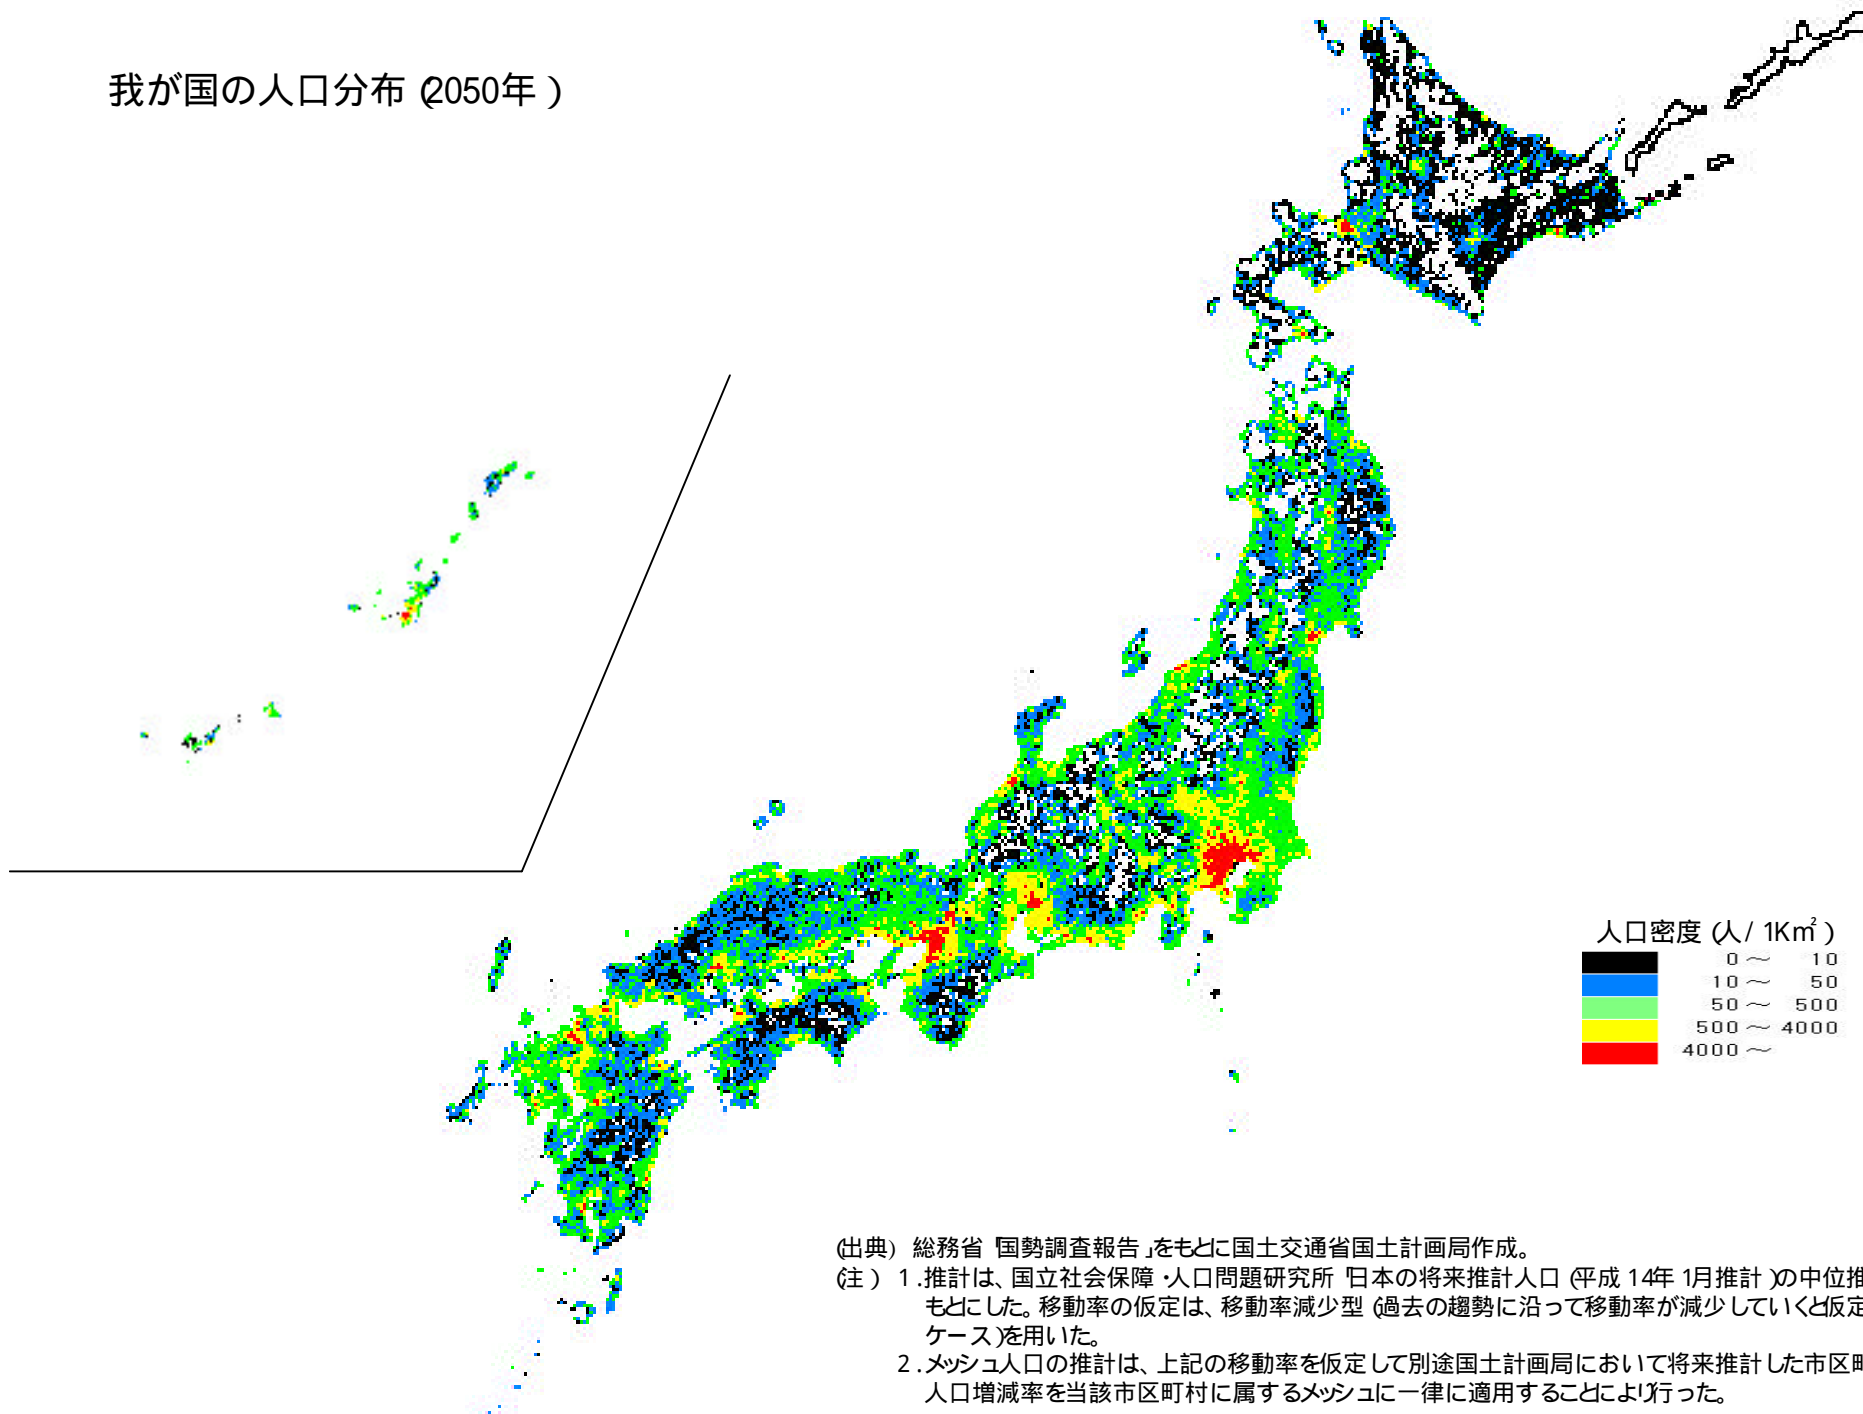 我が国の人口分布（2050年）
人口密度（人/1Km²）
0～ 10
10～ 50
50～ 500
500～ 4000
4000～
(出典) 総務省「国勢調査報告」をもとに国土交通省国土計画局作成。
(注) 1.推計は、国立社会保障・人口問題研究所「日本の将来推計人口(平成14年1月推計)の中位推
もとにした。移動率の仮定は、移動率減少型(過去の趨勢に沿って移動率が減少していくと仮定
ケース)を用いた。
2.メッシュ人口の推計は、上記の移動率を仮定して別途国土計画局において将来推計した市区町
人口増減率を当該市区町村に属するメッシュに一律に適用することにより行った。